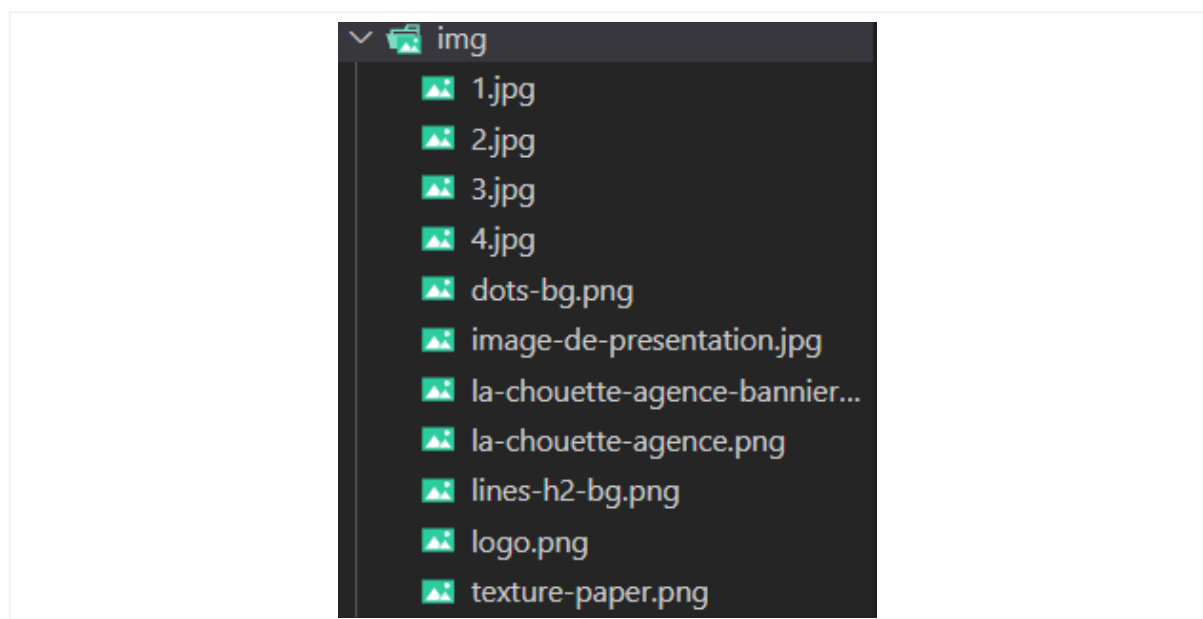 img
1.jpg
2.jpg
3.jpg
4.jpg
dots-bg.png
image-de-presentation.jpg
la-chouette-agence-bannier...
la-chouette-agence.png
lines-h2-bg.png
logo.png
texture-paper.png